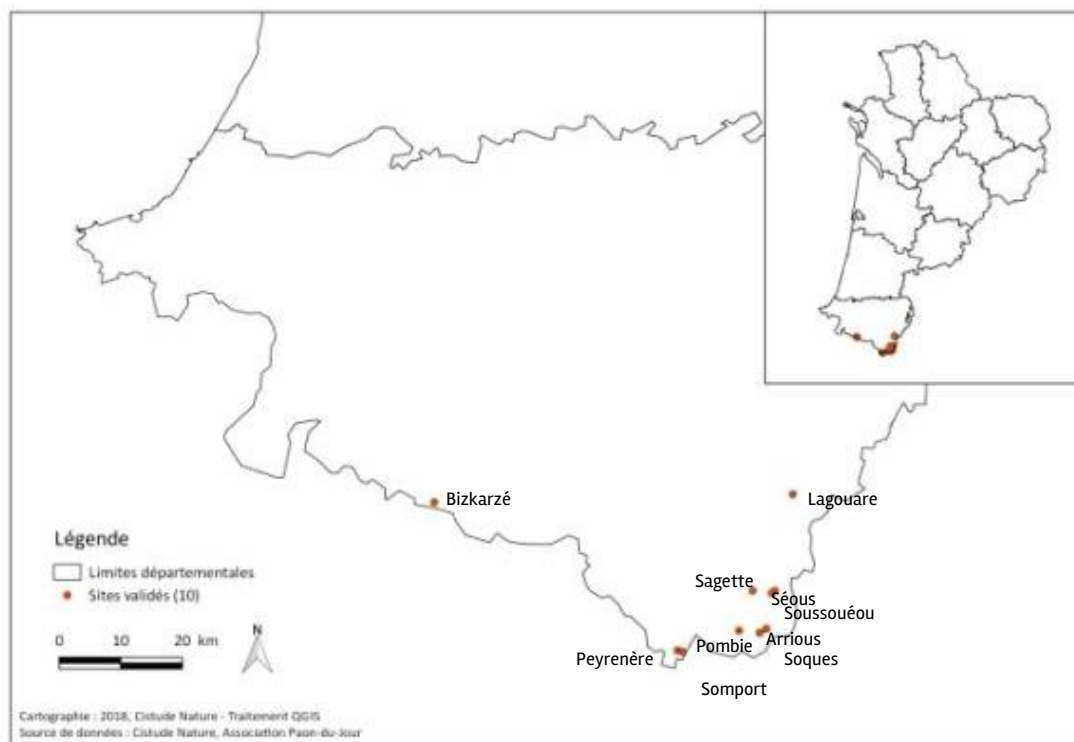 Bizkarzé
Lagouare
Légende
Limites départementales
Sites validés (10)
0 10 20 km
N
Sagette
Séous
Soussouéou
Pombie
Arrious
Peyrenère
Soques
Somport
Cartographie : 2018, Cistude Nature - Traitement QGIS
Source de données : Cistude Nature, Association Paon-du-Jour